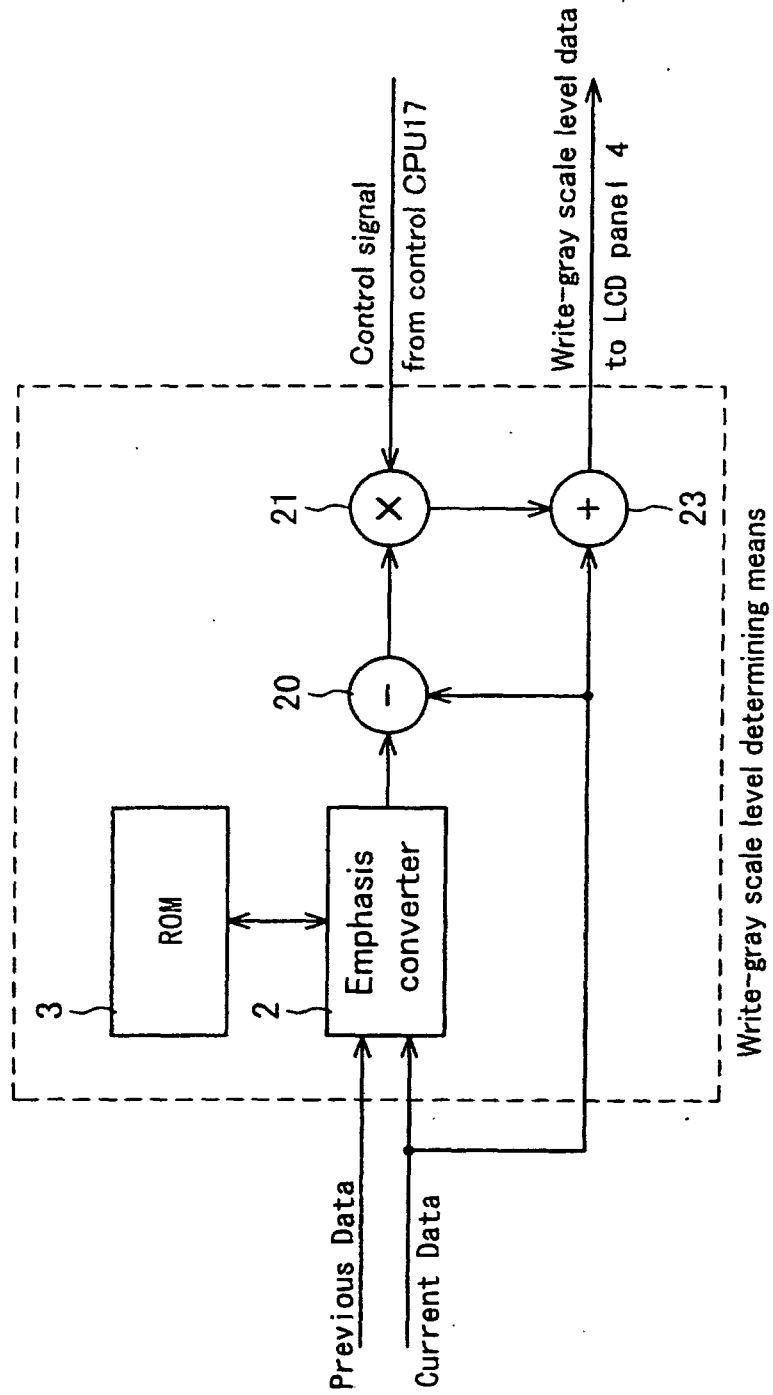 Write-gray scale level determining means
3
ROM
2
Emphasis
converter
20
-
21
×
23
+
Previous Data
Current Data
Control signal
from control CPU17
Write-gray scale level data
to LCD panel 4